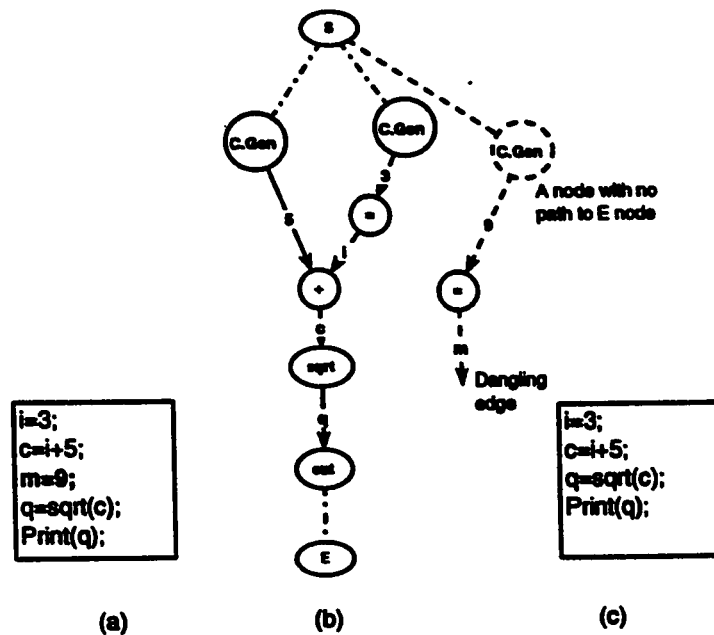 S
C.Gen
C.Gen
C.Gen
A node with no
path to E node
3
5
9
=
i
+
=
c
m
sqrt
Dangling
edge
q
out
E
i=3;
c=i+5;
m=9;
q=sqrt(c);
Print(q);
i=3;
c=i+5;
q=sqrt(c);
Print(q);
(a)
(b)
(c)